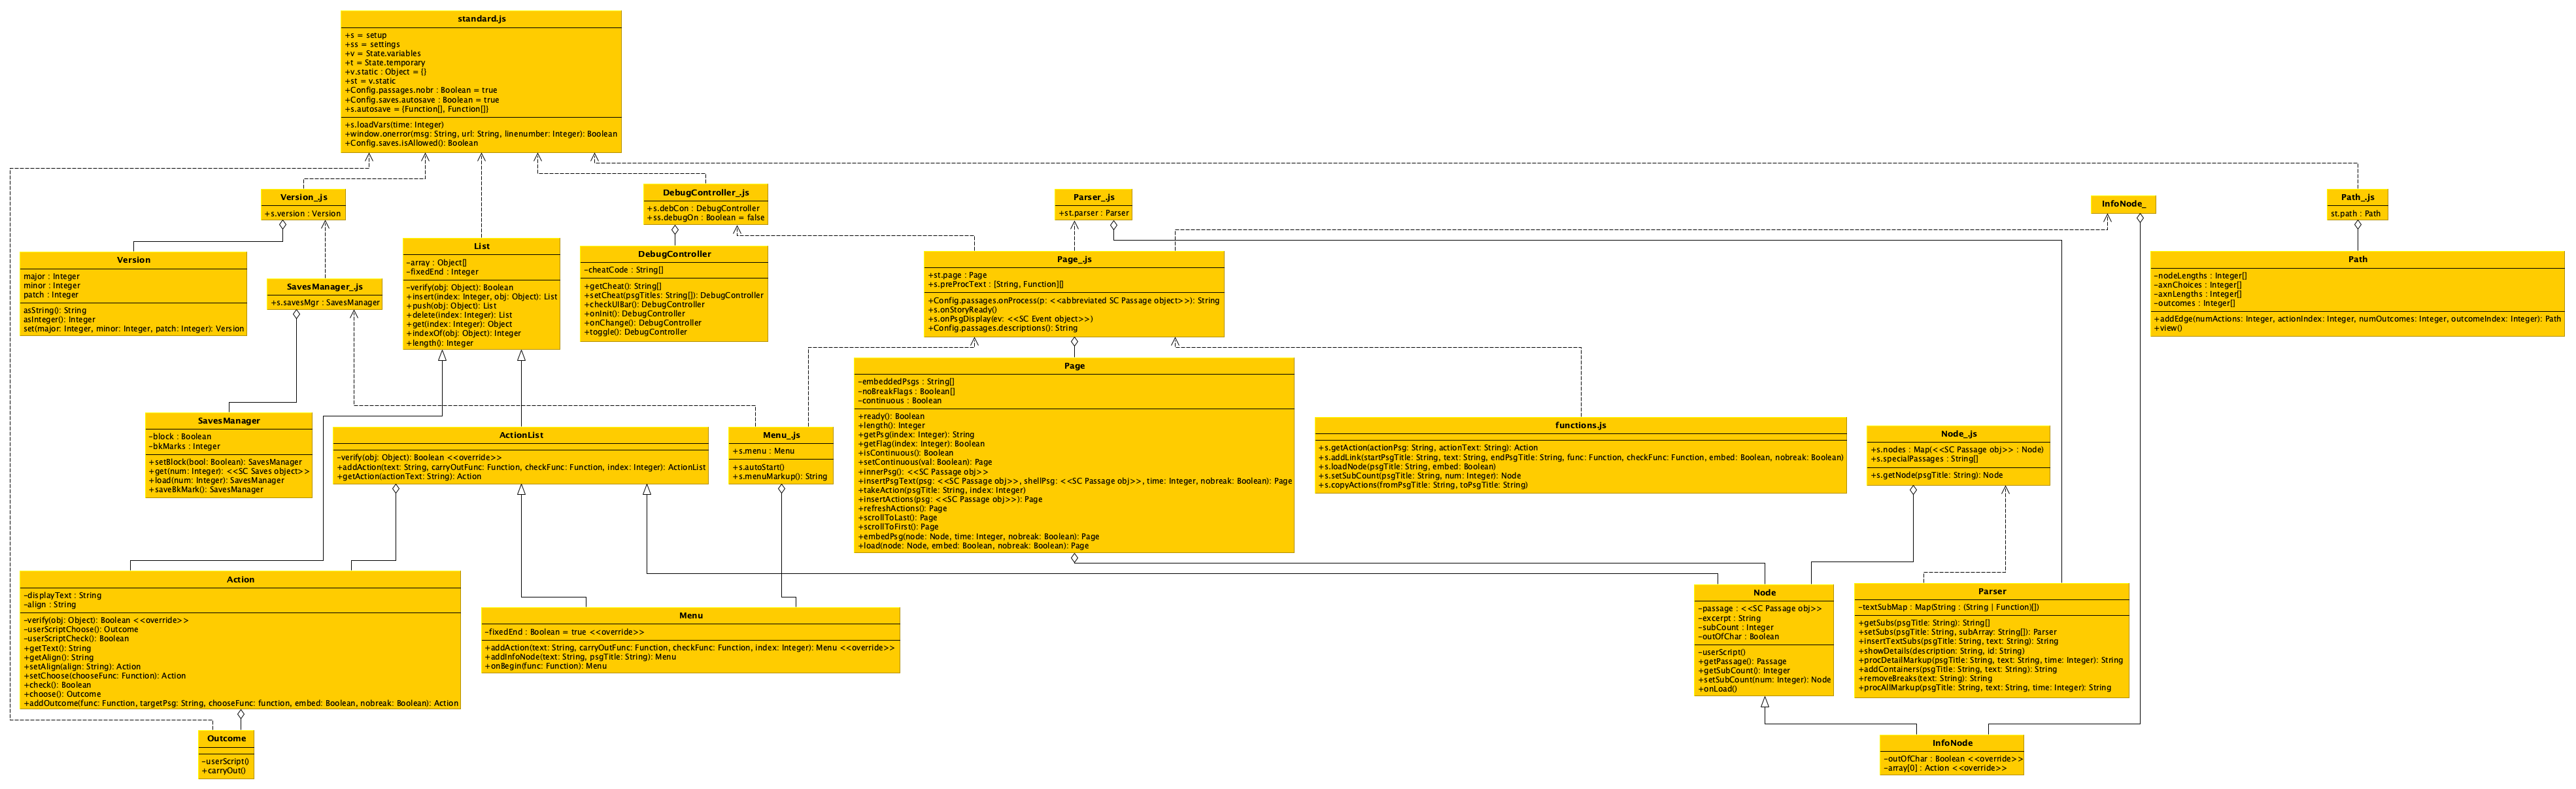 standard.js
+s = setup
+ss = settings
+v = State.variables
+t = State.temporary
+v.static : Object = {}
+st = v.static
+Config.passages.nobr : Boolean = true
+Config.saves.autosave : Boolean = true
+s.autosave = {Function[], Function[]}
+s.loadVars(time: Integer)
+window.onerror(msg: String, url: String, linenumber: Integer): Boolean
+Config.saves.isAllowed(): Boolean
Version_.js
+s.version : Version
DebugController_.js
+s.debCon : DebugController
+ss.debugOn : Boolean = false
Parser_.js
+st.parser : Parser
InfoNode_
Path_.js
st.path : Path
Version
major : Integer
minor : Integer
patch : Integer
asString(): String
asInteger(): Integer
set(major: Integer, minor: Integer, patch: Integer): Version
SavesManager_.js
+s.savesMgr : SavesManager
List
-array : Object[]
-fixedEnd : Integer
-verify(obj: Object): Boolean
+insert(index: Integer, obj: Object): List
+push(obj: Object): List
+delete(index: Integer): List
+get(index: Integer): Object
+indexOf(obj: Object): Integer
+length(): Integer
DebugController
-cheatCode : String[]
+getCheat(): String[]
+setCheat(psgTitles: String[]): DebugController
+checkUIBar(): DebugController
+onInit(): DebugController
+onChange(): DebugController
+toggle(): DebugController
Page_.js
+st.page : Page
+s.preProcText : [String, Function][]
+Config.passages.onProcess(p: <<abbreviated SC Passage object>>): String
+s.onStoryReady()
+s.onPsgDisplay(ev: <<SC Event object>>)
+Config.passages.descriptions(): String
Path
-nodeLengths : Integer[]
-axnChoices : Integer[]
-axnLengths : Integer[]
-outcomes : Integer[]
+addEdge(numActions: Integer, actionIndex: Integer, numOutcomes: Integer, outcomeIndex: Integer): Path
+view()
Page
-embeddedPsgs : String[]
-noBreakFlags : Boolean[]
-continuous : Boolean
+ready(): Boolean
+length(): Integer
+getPsg(index: Integer): String
+getFlag(index: Integer): Boolean
+isContinuous(): Boolean
+setContinuous(val: Boolean): Page
+innerPsg(): <<SC Passage obj>>
+insertPsgText(psg: <<SC Passage obj>>, shellPsg: <<SC Passage obj>>, time: Integer, nobreak: Boolean): Page
+takeAction(psgTitle: String, index: Integer)
+insertActions(psg: <<SC Passage obj>>): Page
+refreshActions(): Page
+scrollToLast(): Page
+scrollToFirst(): Page
+embedPsg(node: Node, time: Integer, nobreak: Boolean): Page
+load(node: Node, embed: Boolean, nobreak: Boolean): Page
SavesManager
-block : Boolean
-bkMarks : Integer
+setBlock(bool: Boolean): SavesManager
+get(num: Integer): <<SC Saves object>>
+load(num: Integer): SavesManager
+saveBkMark(): SavesManager
ActionList
-verify(obj: Object): Boolean <<override>>
+addAction(text: String, carryOutFunc: Function, checkFunc: Function, index: Integer): ActionList
+getAction(actionText: String): Action
Menu_.js
+s.menu : Menu
+s.autoStart()
+s.menuMarkup(): String
functions.js
+s.getAction(actionPsg: String, actionText: String): Action
+s.addLink(startPsgTitle: String, text: String, endPsgTitle: String, func: Function, checkFunc: Function, embed: Boolean, nobreak: Boolean)
+s.loadNode(psgTitle: String, embed: Boolean)
+s.setSubCount(psgTitle: String, num: Integer): Node
+s.copyActions(fromPsgTitle: String, toPsgTitle: String)
Node_.js
+s.nodes : Map(<<SC Passage obj>> : Node)
+s.specialPassages : String[]
+s.getNode(psgTitle: String): Node
Action
-displayText : String
-align : String
-verify(obj: Object): Boolean <<override>>
-userScriptChoose(): Outcome
-userScriptCheck(): Boolean
+getText(): String
+getAlign(): String
+setAlign(align: String): Action
+setChoose(chooseFunc: Function): Action
+check(): Boolean
+choose(): Outcome
+addOutcome(func: Function, targetPsg: String, chooseFunc: function, embed: Boolean, nobreak: Boolean): Action
Menu
-fixedEnd : Boolean = true <<override>>
+addAction(text: String, carryOutFunc: Function, checkFunc: Function, index: Integer): Menu <<override>>
+addInfoNode(text: String, psgTitle: String): Menu
+onBegin(func: Function): Menu
Node
-passage : <<SC Passage obj>>
-excerpt : String
-subCount : Integer
-outOfChar : Boolean
-userScript()
+getPassage(): Passage
+getSubCount(): Integer
+setSubCount(num: Integer): Node
+onLoad()
Parser
-textSubMap : Map(String : (String | Function)[])
+getSubs(psgTitle: String): String[]
+setSubs(psgTitle: String, subArray: String[]): Parser
+insertTextSubs(psgTitle: String, text: String): String
+showDetails(description: String, id: String)
+procDetailMarkup(psgTitle: String, text: String, time: Integer): String
+addContainers(psgTitle: String, text: String): String
+removeBreaks(text: String): String
+procAllMarkup(psgTitle: String, text: String, time: Integer): String
Outcome
-userScript()
+carryOut()
InfoNode
-outOfChar : Boolean <<override>>
-array[0] : Action <<override>>